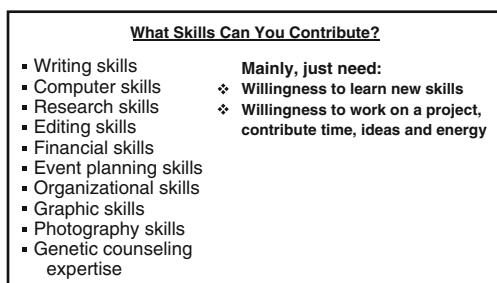 What Skills Can You Contribute?
▪ Writing skills
▪ Computer skills
▪ Research skills
▪ Editing skills
▪ Financial skills
▪ Event planning skills
▪ Organizational skills
▪ Graphic skills
▪ Photography skills
▪ Genetic counseling
expertise
Mainly, just need:
❖ Willingness to learn new skills
❖ Willingness to work on a project,
contribute time, ideas and energy